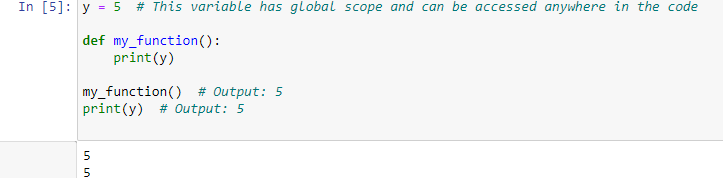 In [5]: y = 5  # This variable has global scope and can be accessed anywhere in the code
def my_function():
    print(y)
my_function()  # Output: 5
print(y)  # Output: 5
5
5